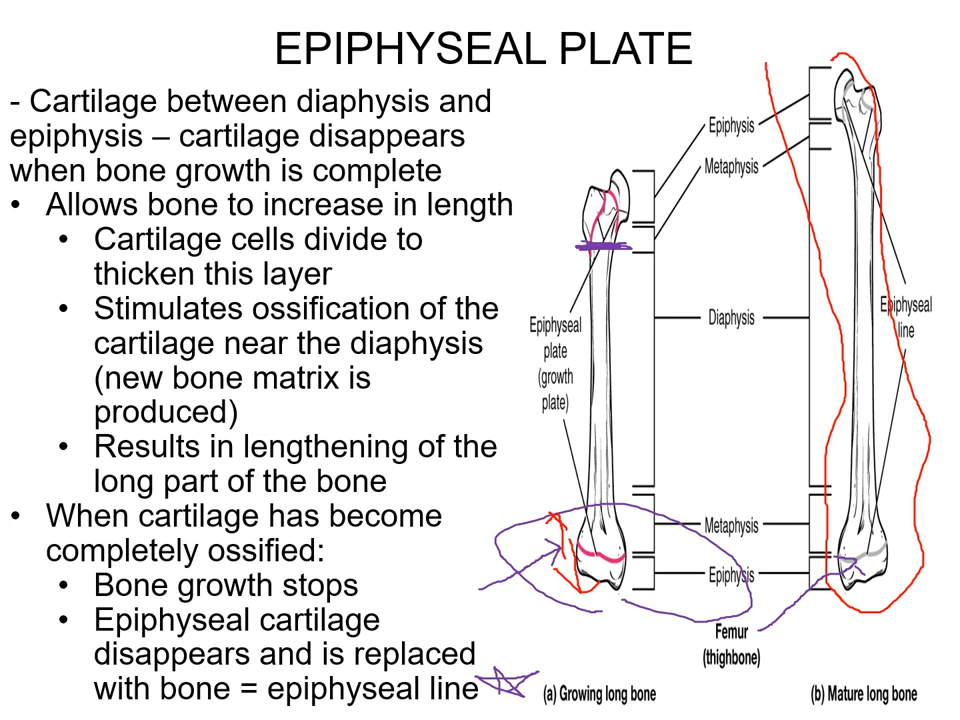 EPIPHYSEAL PLATE
- Cartilage between diaphysis and
epiphysis – cartilage disappears
when bone growth is complete
• Allows bone to increase in length
• Cartilage cells divide to
thicken this layer
• Stimulates ossification of the
cartilage near the diaphysis
(new bone matrix is
produced)
• Results in lengthening of the
long part of the bone
• When cartilage has become
completely ossified:
• Bone growth stops
• Epiphyseal cartilage
disappears and is replaced
with bone = epiphyseal line
Epiphysis
Metaphysis
Epiphyseal
line
Diaphysis
Epiphyseal
plate
(growth
plate)
Metaphysis
Epiphysis
Femur
(thighbone)
(a) Growing long bone
(b) Mature long bone